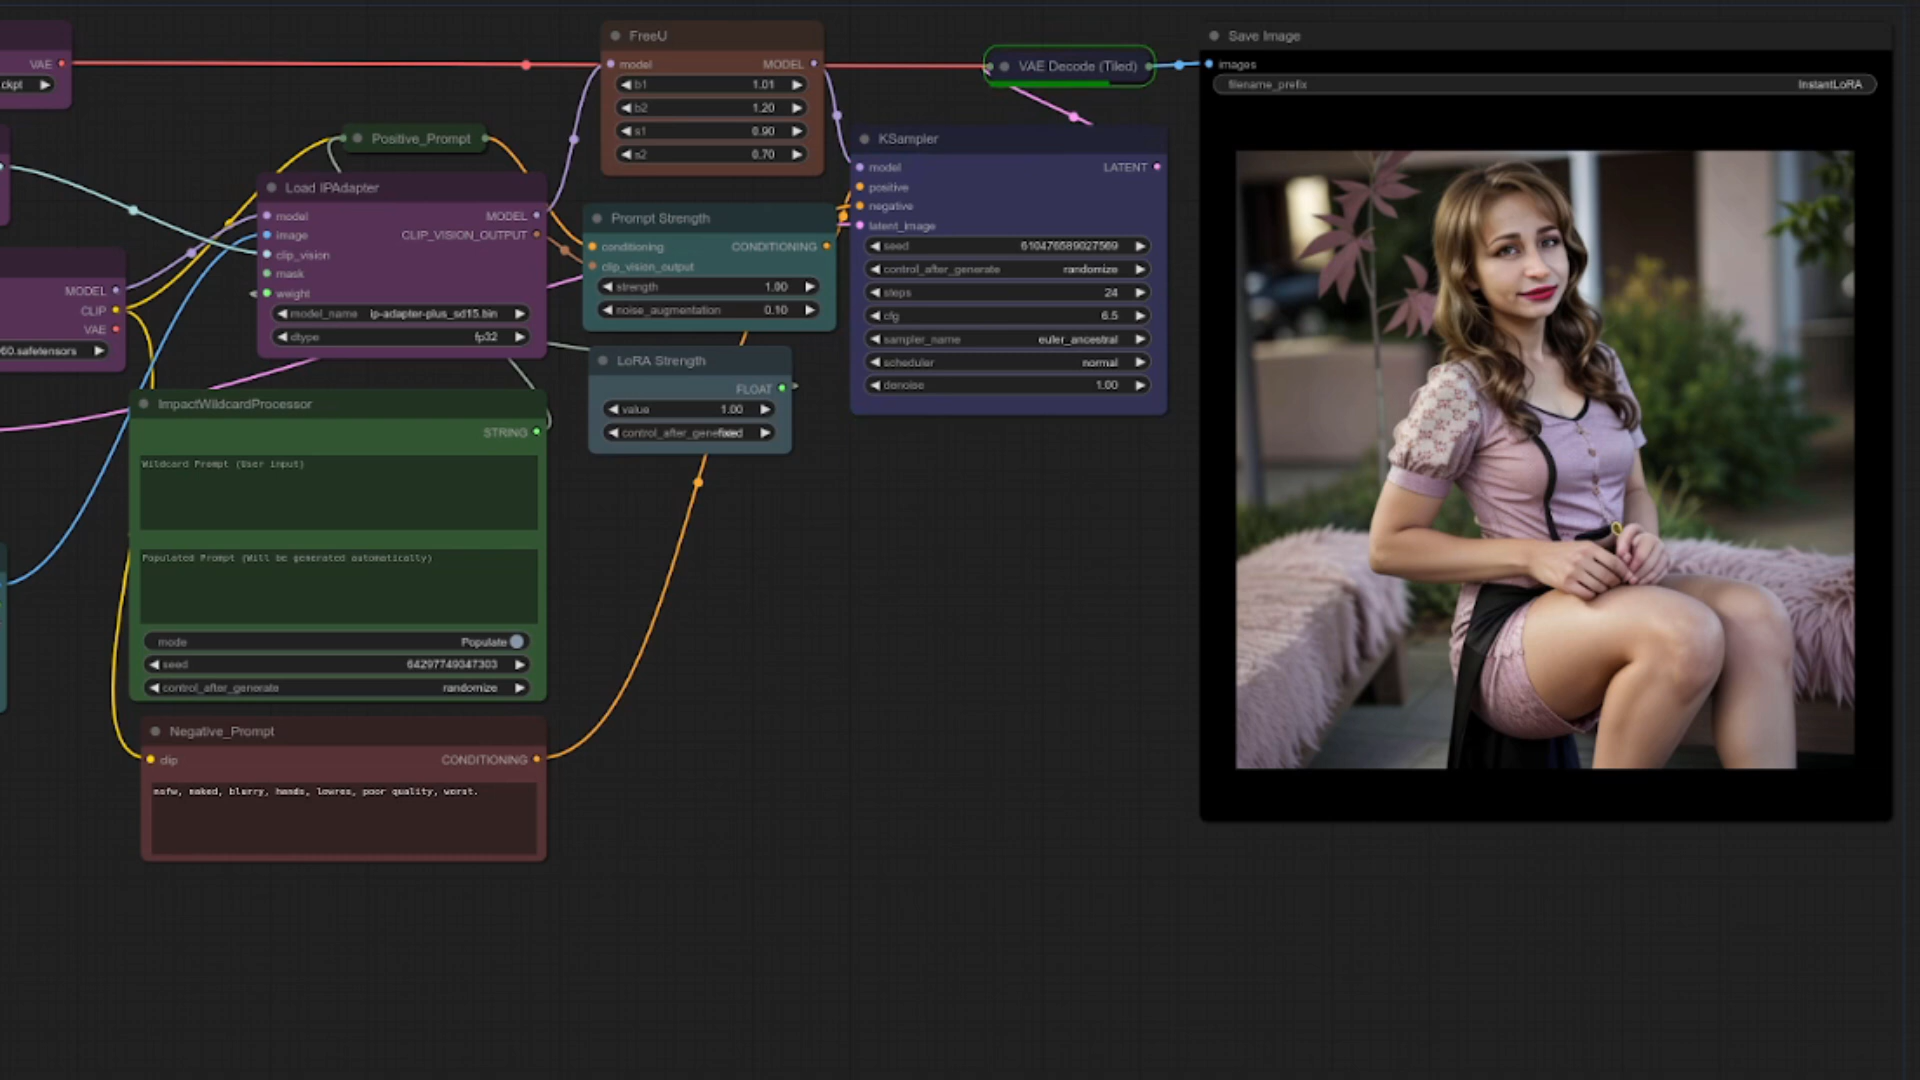 VAE
ckpt
MODEL
CLIP
VAE
60.safetensors
Positive_Prompt
Load IPAdapter
model
MODEL
image
CLIP_VISION_OUTPUT
clip_vision
mask
weight
model_name ip-adapter-plus_sd15.bin
dtype fp32
ImpactWildcardProcessor
STRING
Wildcard Prompt (User input)
Populated Prompt (Will be generated automatically)
mode Populate
seed 64297749347303
control_after_generate randomize
Negative_Prompt
clip
CONDITIONING
nsfw, naked, blurry, hands, lowres, poor quality, worst.
FreeU
model
MODEL
b1 1.01
b2 1.20
s1 0.90
s2 0.70
Prompt Strength
conditioning
CONDITIONING
clip_vision_output
strength 1.00
noise_augmentation 0.10
LoRA Strength
FLOAT
value 1.00
control_after_gene fixed
VAE Decode (Tiled)
KSampler
model
LATENT
positive
negative
latent_image
seed 610476589027569
control_after_generate randomize
steps 24
cfg 6.5
sampler_name euler_ancestral
scheduler normal
denoise 1.00
Save Image
images
filename_prefix InstantLoRA